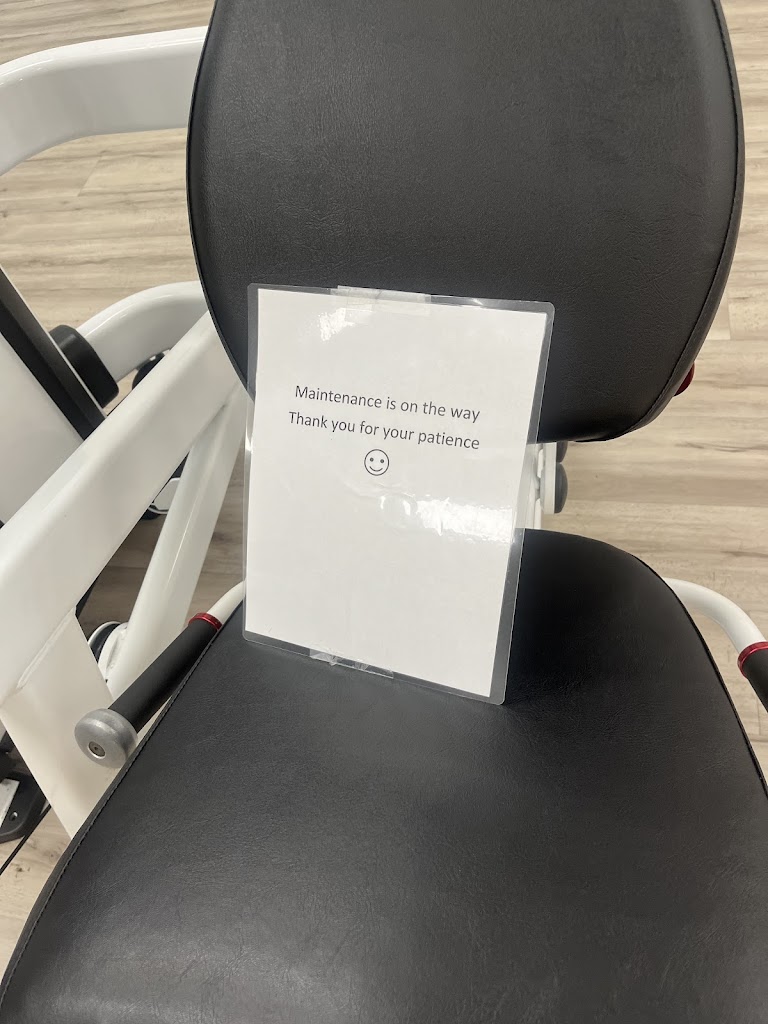 Maintenance is on the way
Thank you for your patience
☺